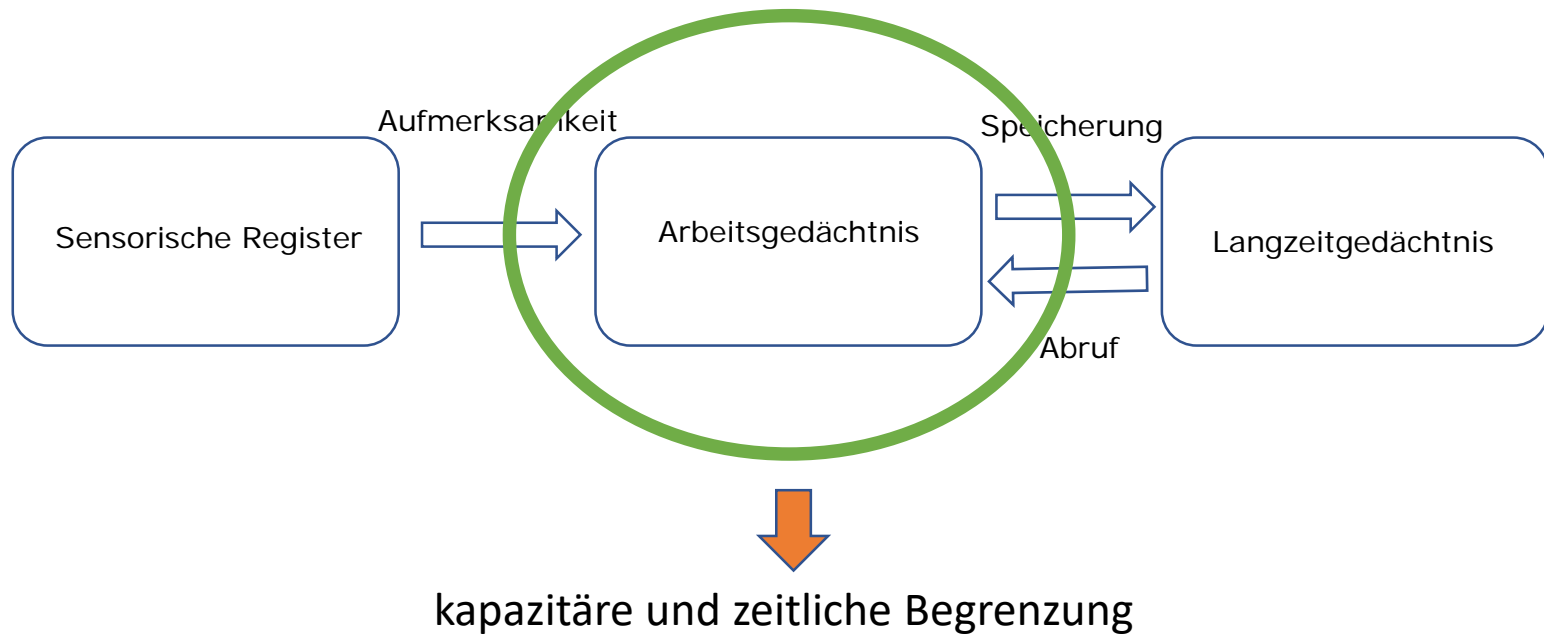 Aufmerksamkeit
Speicherung
Sensorische Register
Arbeitsgedächtnis
Langzeitgedächtnis
Abruf
kapazitäre und zeitliche Begrenzung